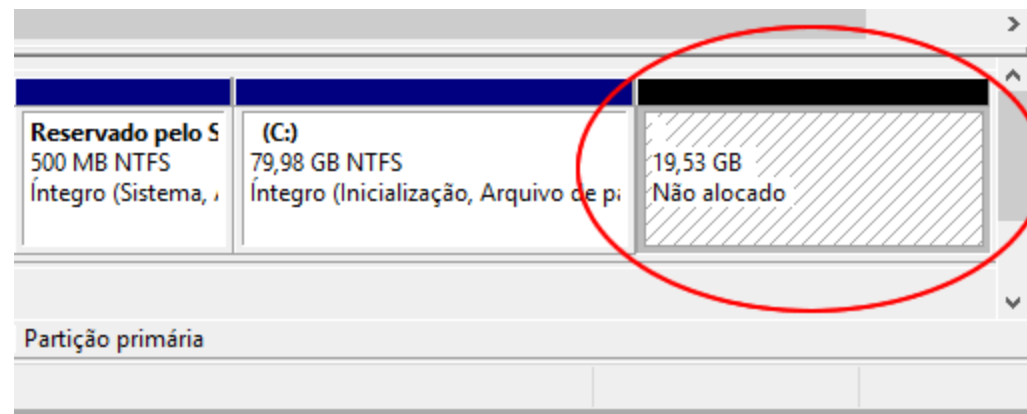 Reservado pelo S
500 MB NTFS
Íntegro (Sistema,
(C:)
79,98 GB NTFS
Íntegro (Inicialização, Arquivo de
19,53 GB
Não alocado
Partição primária